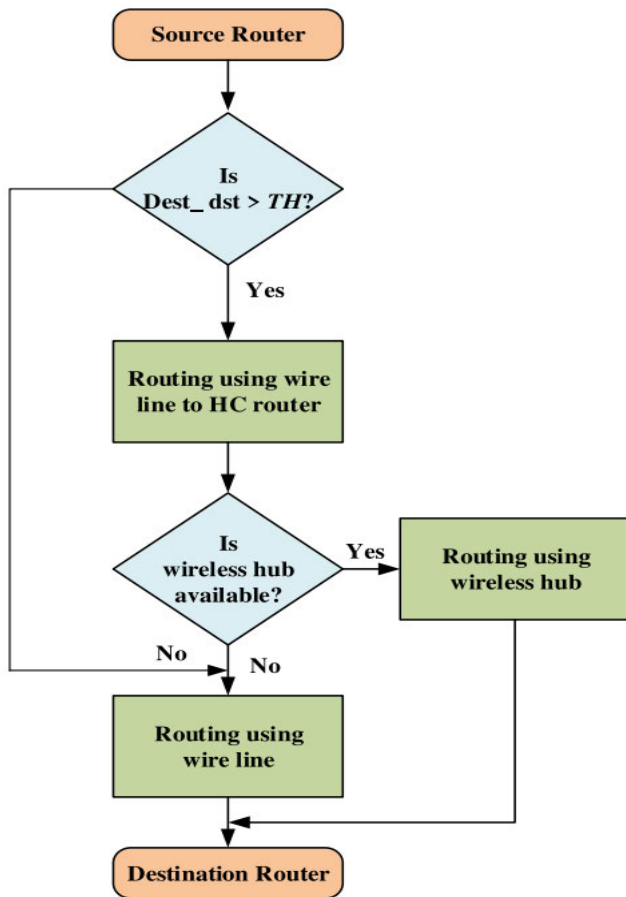 Source Router
Is
Dest_ dst > TH?
Yes
Routing using wire
line to HC router
Is
wireless hub
available?
Yes
Routing using
wireless hub
No
No
Routing using
wire line
Destination Router